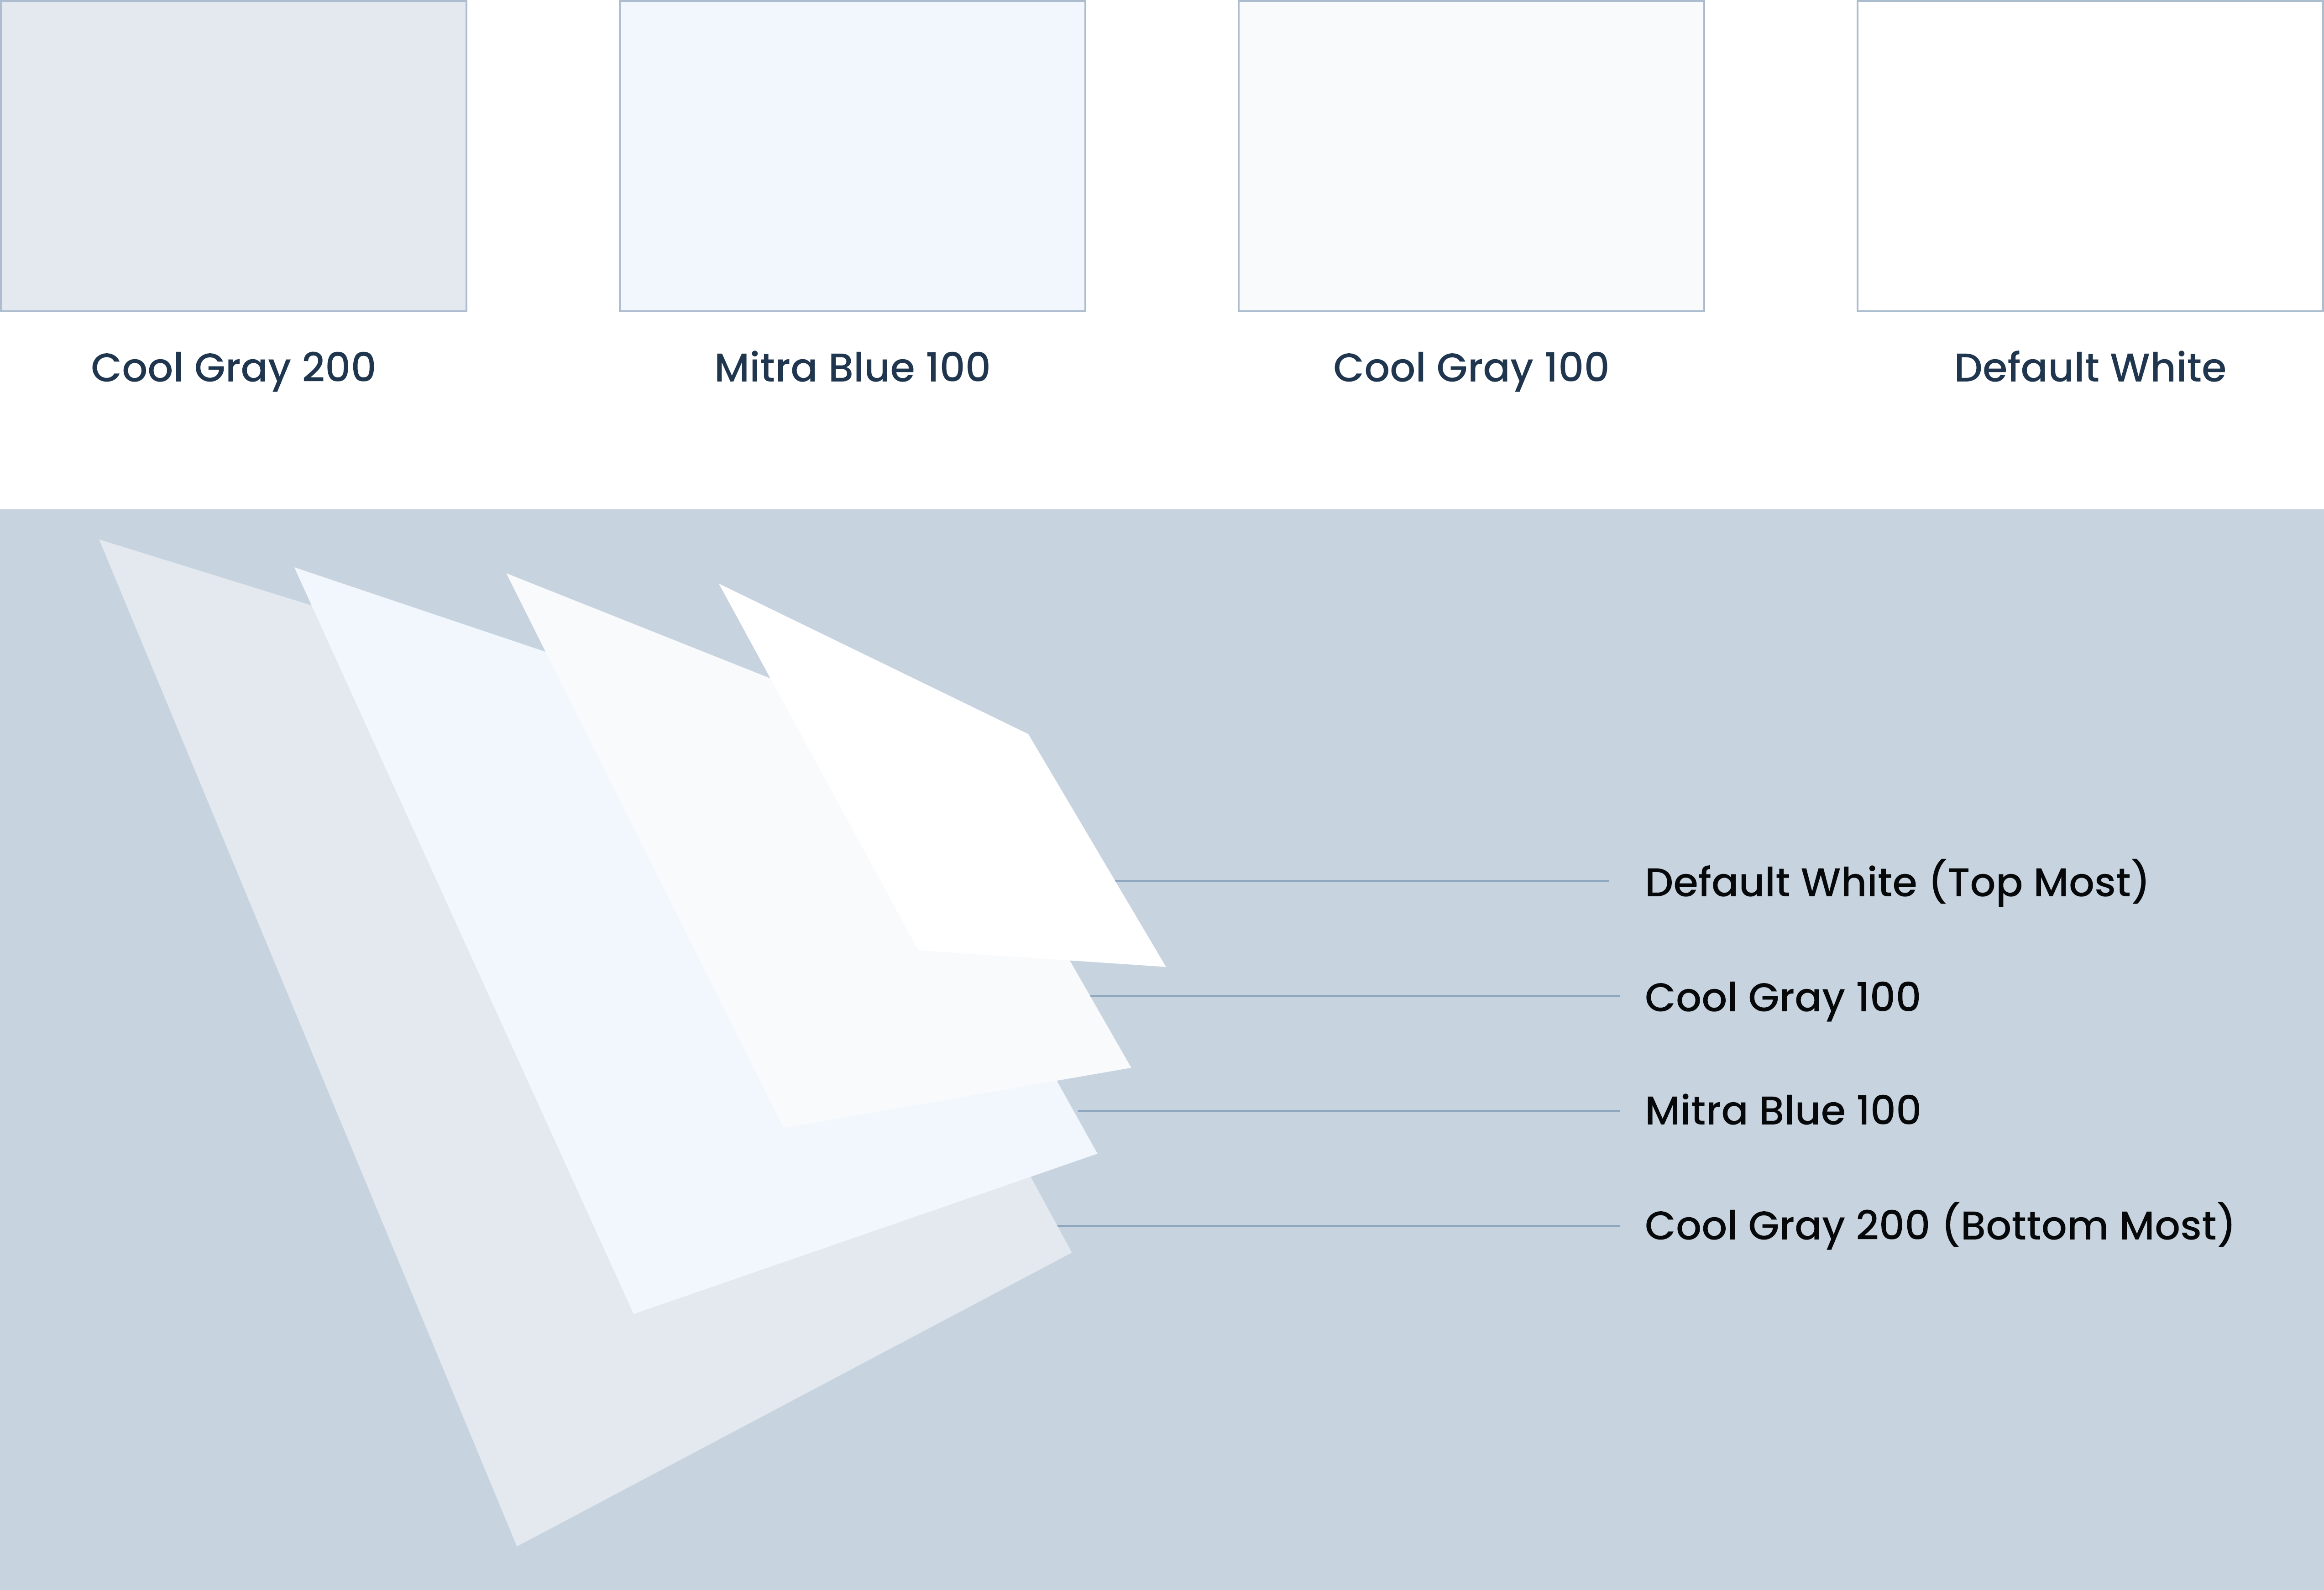 Cool Gray 200
Mitra Blue 100
Cool Gray 100
Default White
Default White (Top Most)
Cool Gray 100
Mitra Blue 100
Cool Gray 200 (Bottom Most)